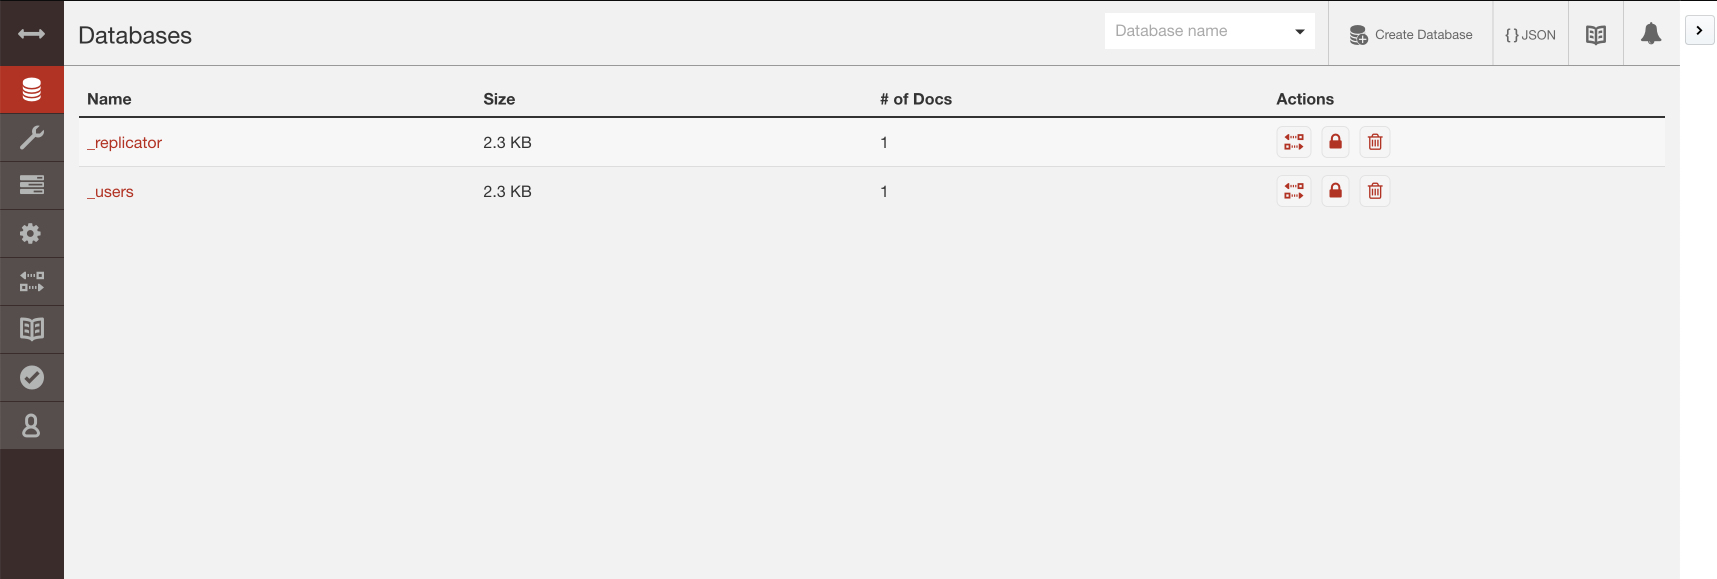 Databases
Database name
Create Database
{ } JSON
Name Size # of Docs Actions
_replicator 2.3 KB 1
_users 2.3 KB 1